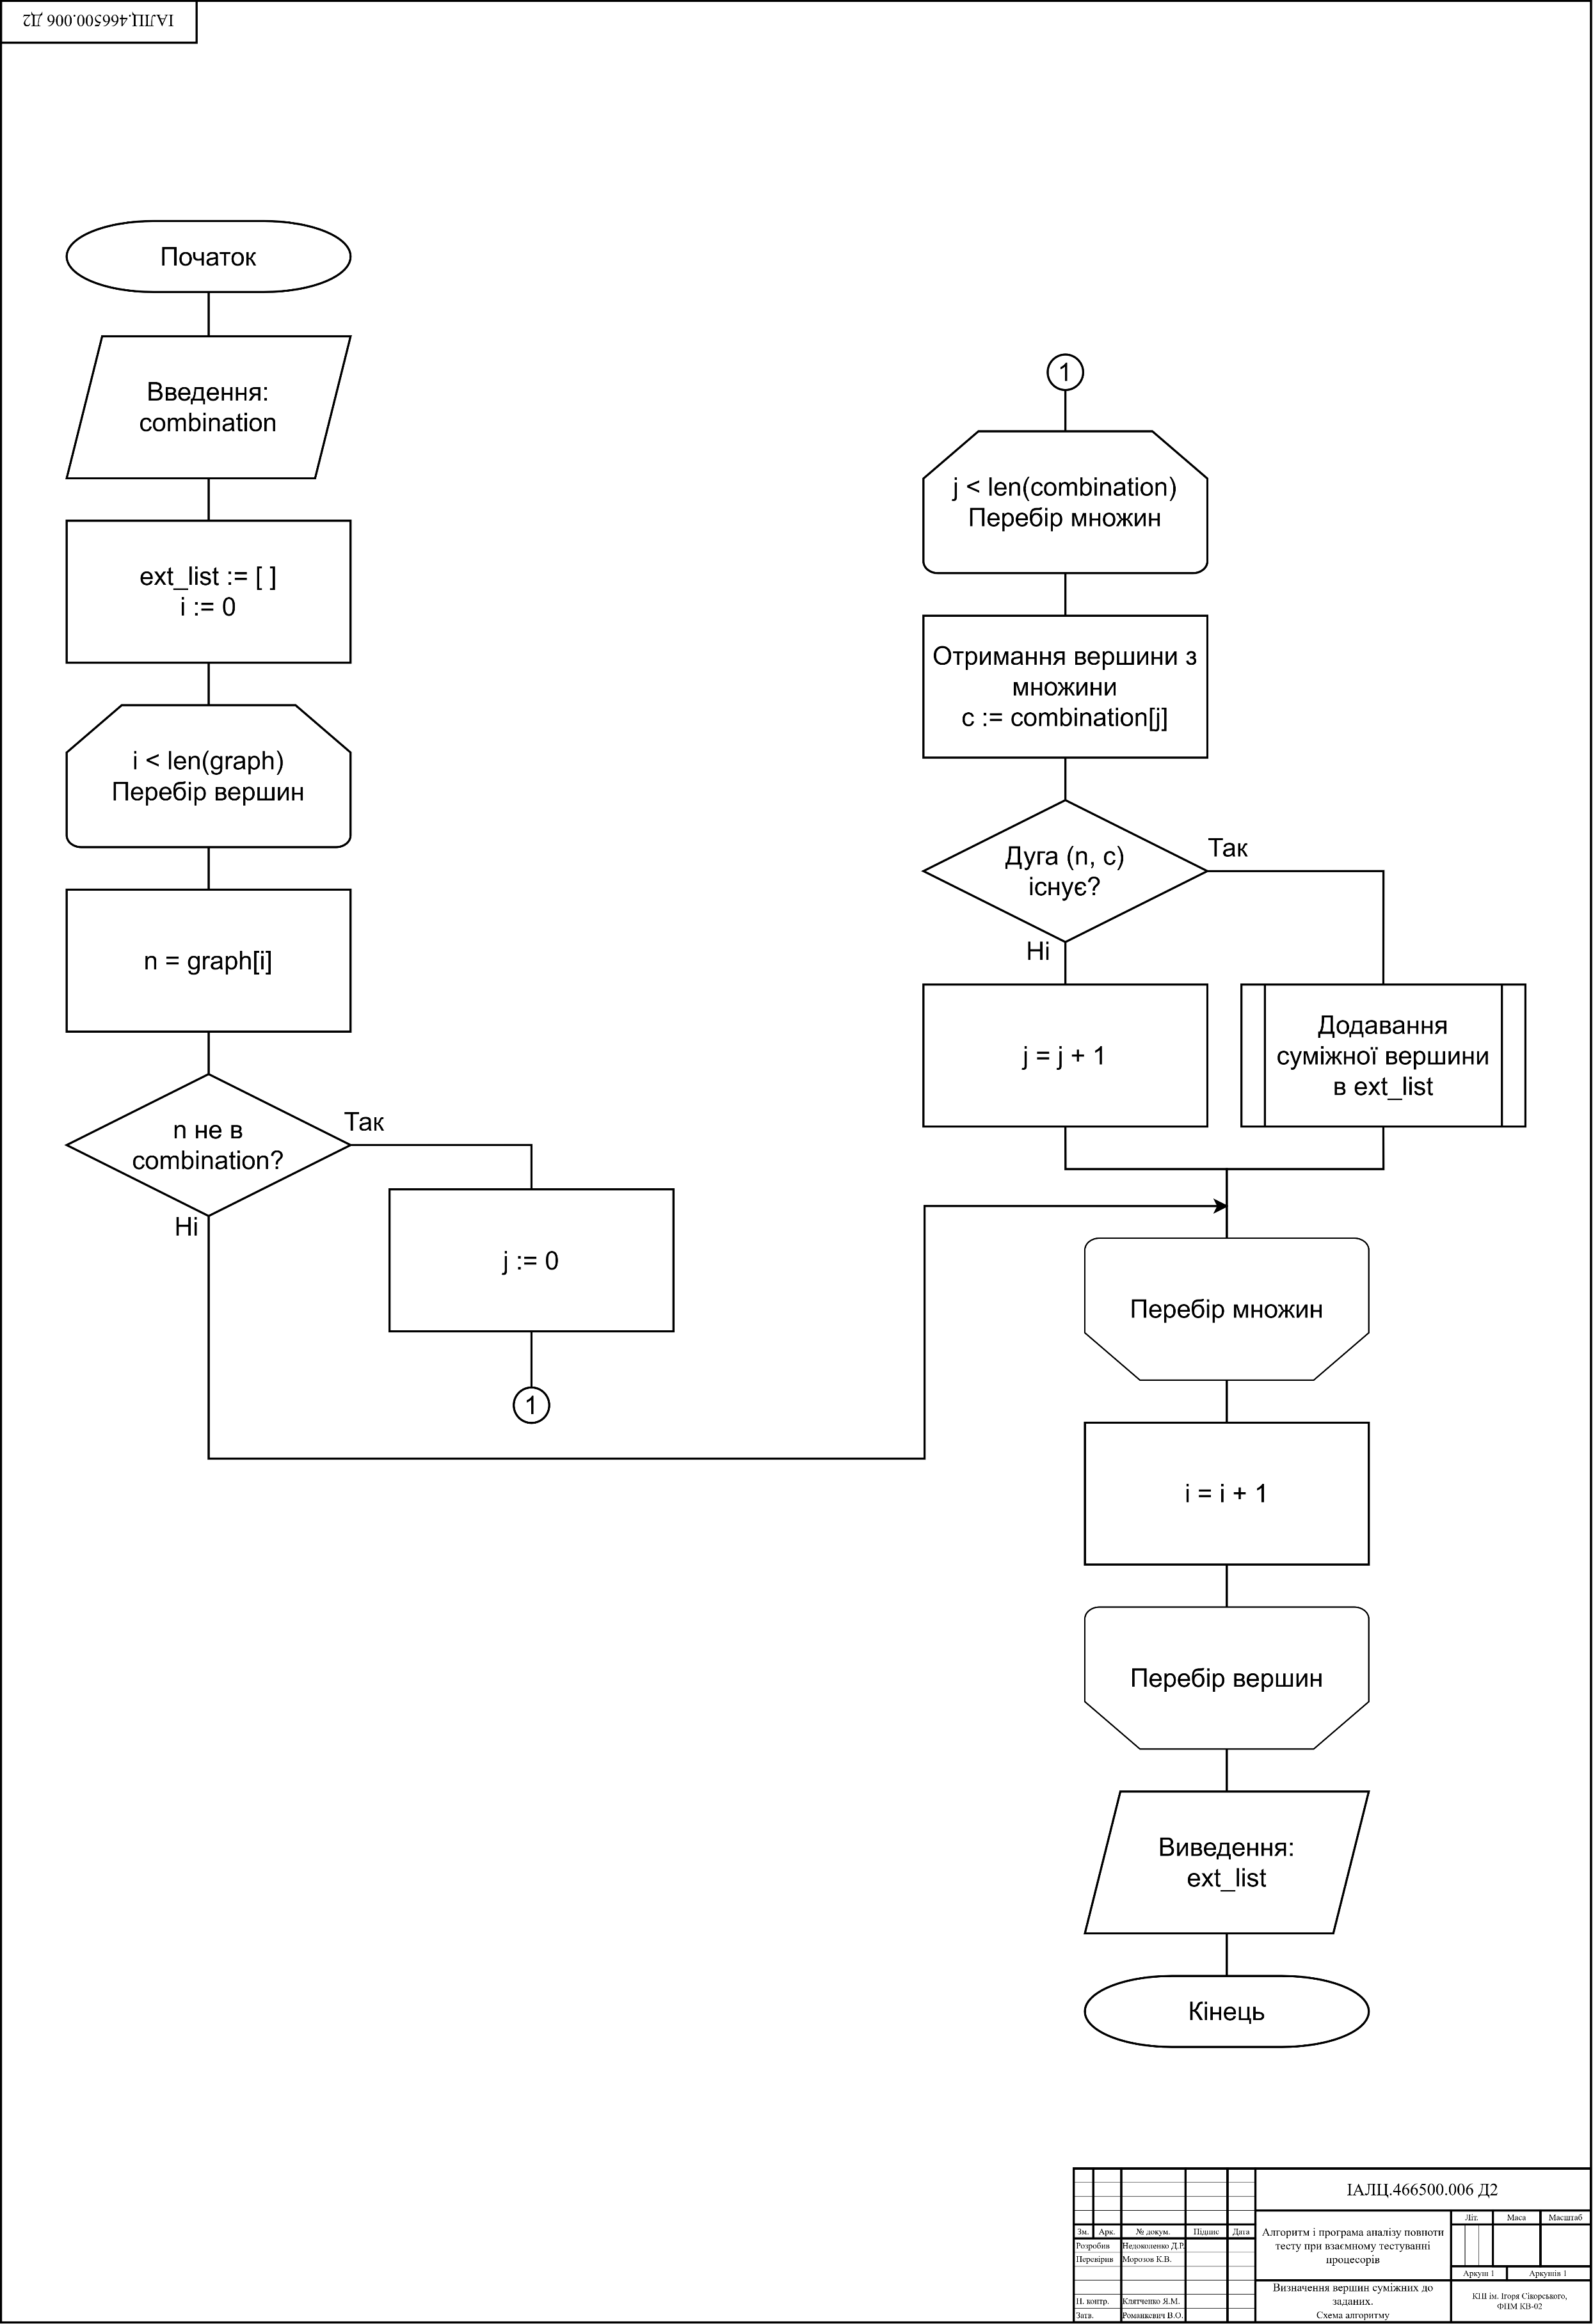 ІАЛЦ.466500.006 Д2
Початок
Введення:
combination
ext_list := [ ]
i := 0
i < len(graph)
Перебір вершин
n = graph[i]
n не в
combination?
Так
Ні
j := 0
1
1
j < len(combination)
Перебір множин
Отримання вершини з
множини
c := combination[j]
Дуга (n, c)
існує?
Так
Ні
j = j + 1
Додавання
суміжної вершини
в ext_list
Перебір множин
i = i + 1
Перебір вершин
Виведення:
ext_list
Кінець
ІАЛЦ.466500.006 Д2
Зм. Арк. № докум. Підпис Дата
Розробив Недоколенко Д.Р.
Перевірив Морозов К.В.
Н. контр. Клятченко Я.М.
Затв. Романкевич В.О.
Алгоритм і програма аналізу повноти
тесту при взаємному тестуванні
процесорів
Літ. Маса Масштаб
Аркуш 1 Аркушів 1
Визначення вершин суміжних до
заданих.
Схема алгоритму
КПІ ім. Ігоря Сікорського,
ФПМ КВ-02